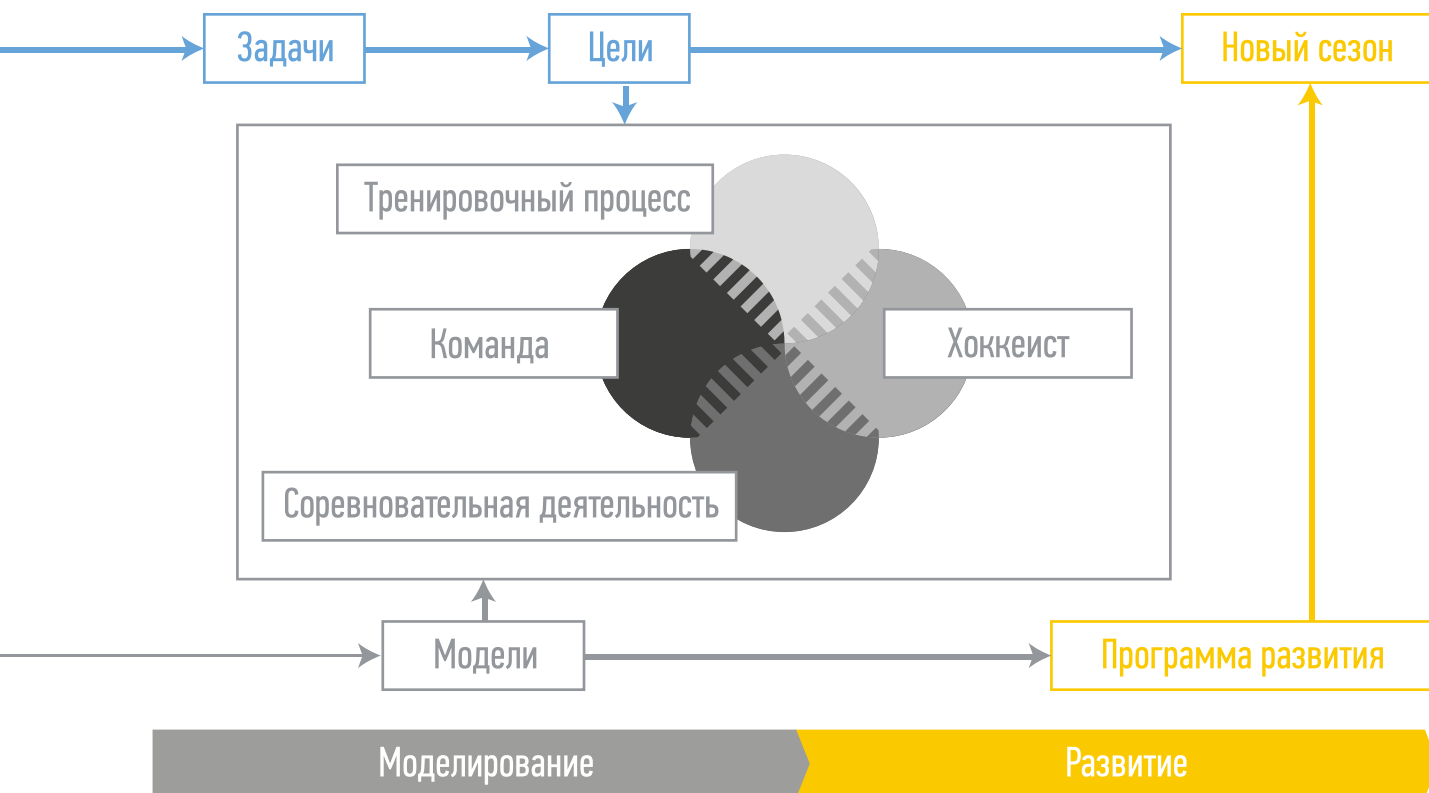 Задачи
Цели
Новый сезон
Тренировочный процесс
Команда
Хоккеист
Соревновательная деятельность
Модели
Программа развития
Моделирование
Развитие